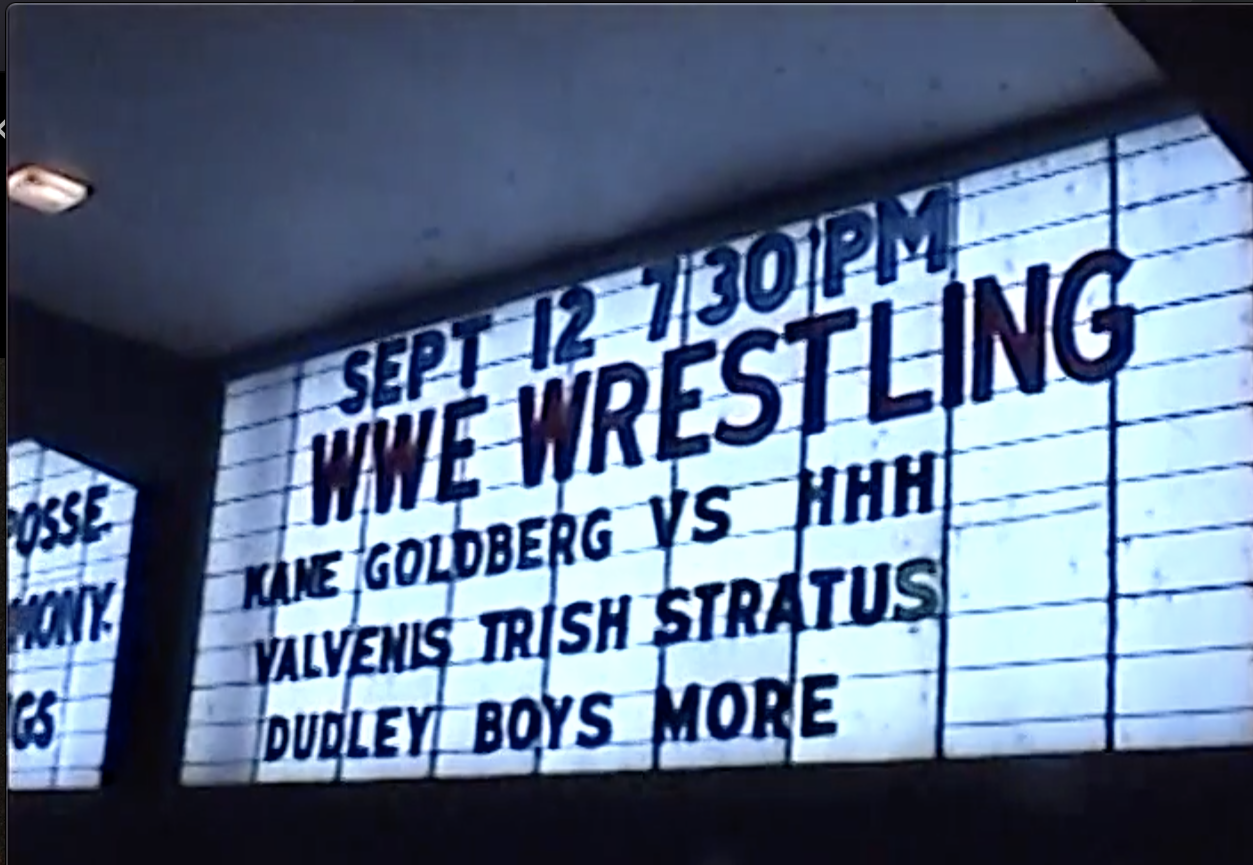 SEPT 12 7 30 PM
WWE WRESTLING
KANE GOLDBERG VS HHH
VALVENIS TRISH STRATUS
DUDLEY BOYS MORE